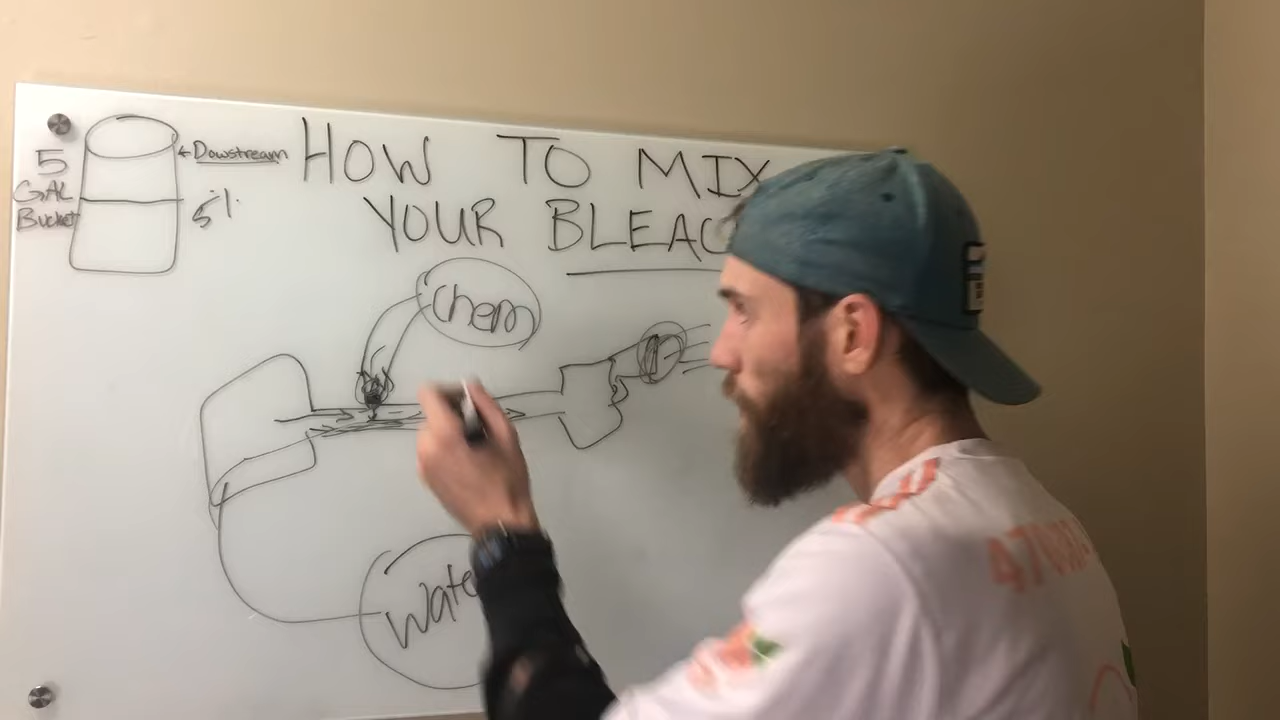 HOW TO MIX
YOUR BLEAC
5
GAL
Bucket
←Dowstream
5%
Chem
Wate